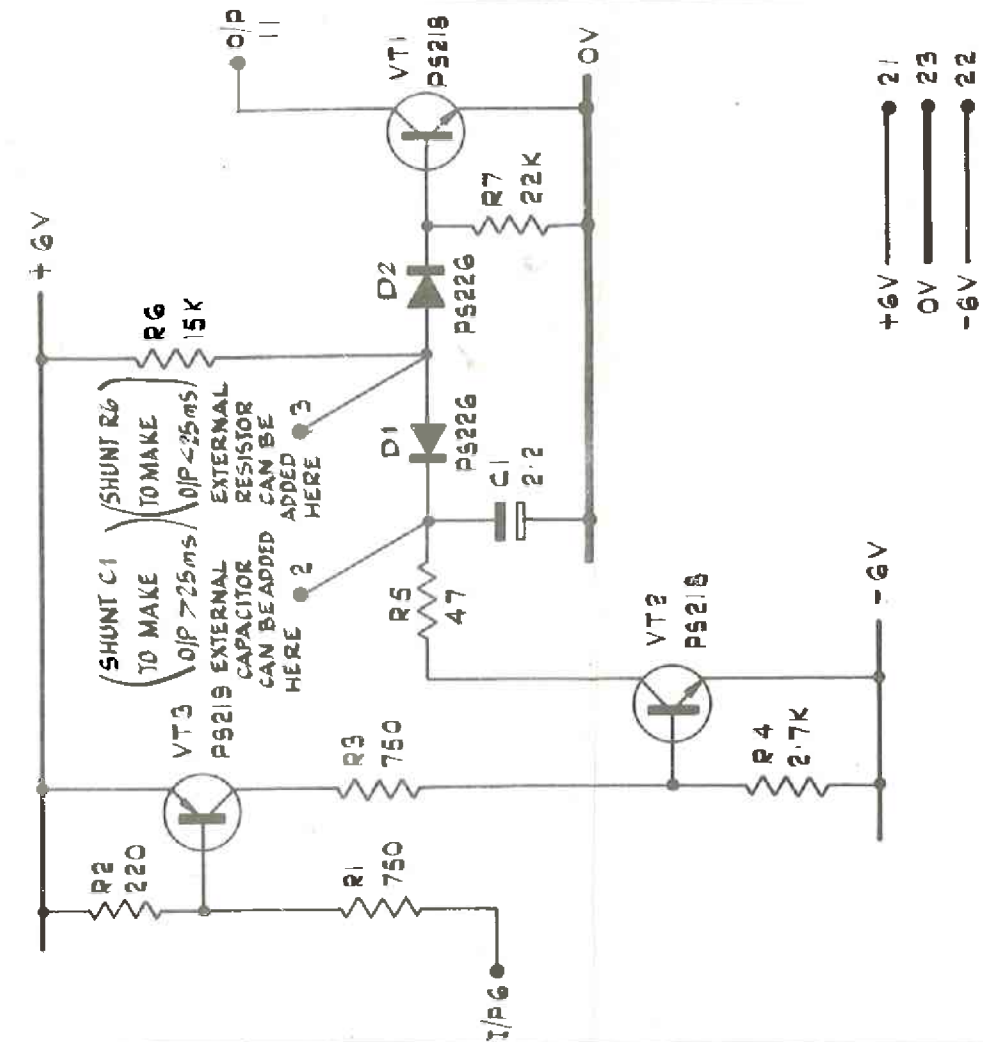 +6V
R2
220
VT3
PS219
(SHUNT C1
TO MAKE
O/P >25ms)
EXTERNAL
CAPACITOR
CAN BE ADDED
HERE 2
(SHUNT R6
TO MAKE
O/P <25ms)
EXTERNAL
RESISTOR
CAN BE
ADDED 3
HERE
R6
15K
O/P
11
R1
750
R3
750
R5
47
D1
PS226
D2
PS226
VT1
PS218
I/P6
C1
2.2
R7
22K
0V
VT2
PS218
R4
2.7K
-6V
+6V 21
0V 23
-6V 22